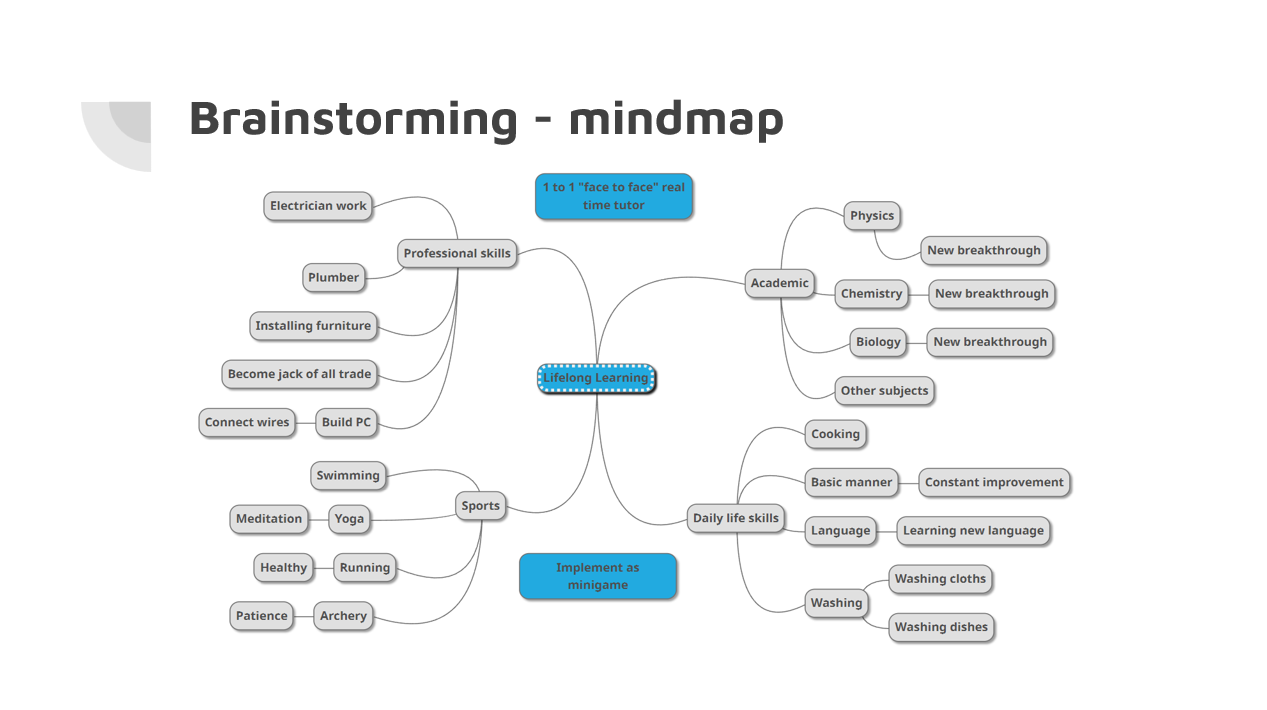 Brainstorming - mindmap
1 to 1 "face to face" real
time tutor
Electrician work
Professional skills
Plumber
Installing furniture
Become jack of all trade
Connect wires
Build PC
Lifelong Learning
Physics
New breakthrough
Academic
Chemistry
New breakthrough
Biology
New breakthrough
Other subjects
Swimming
Sports
Meditation
Yoga
Healthy
Running
Patience
Archery
Cooking
Basic manner
Constant improvement
Daily life skills
Language
Learning new language
Washing
Washing cloths
Washing dishes
Implement as
minigame